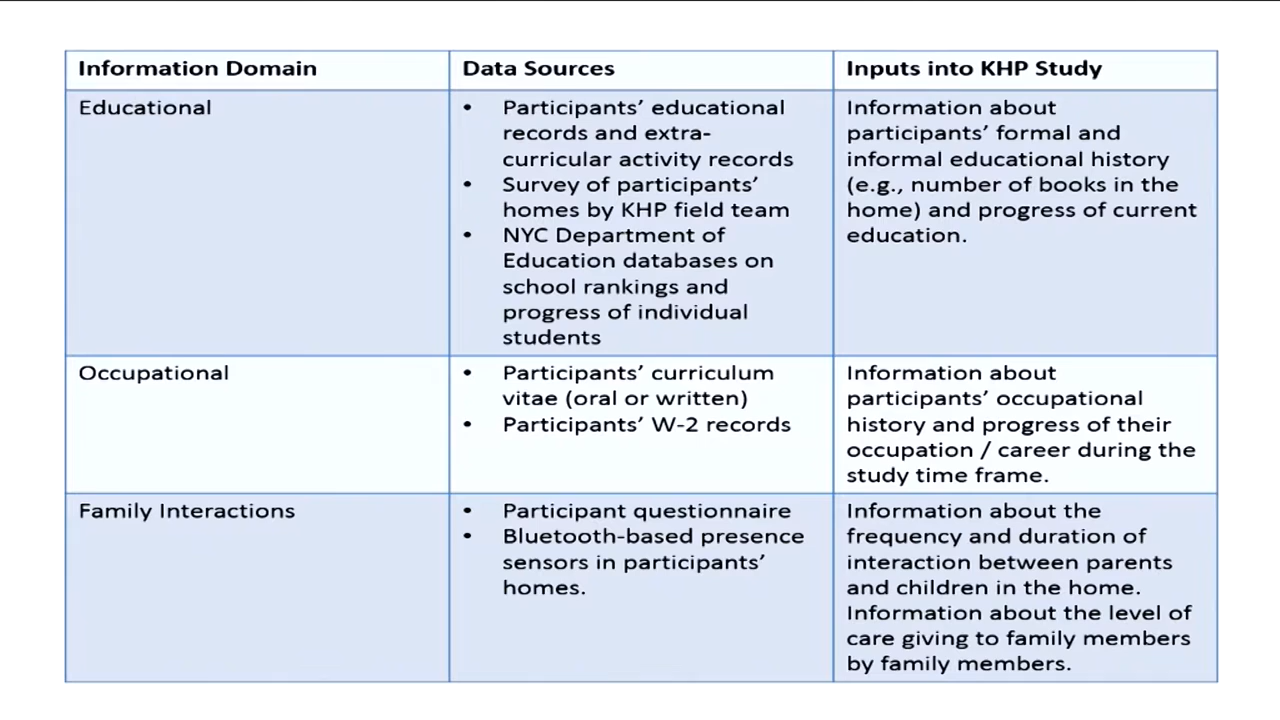 Information Domain
Data Sources
Inputs into KHP Study
Educational
• Participants’ educational
records and extra-
curricular activity records
• Survey of participants’
homes by KHP field team
• NYC Department of
Education databases on
school rankings and
progress of individual
students
Information about
participants’ formal and
informal educational history
(e.g., number of books in the
home) and progress of current
education.
Occupational
• Participants’ curriculum
vitae (oral or written)
• Participants’ W-2 records
Information about
participants’ occupational
history and progress of their
occupation / career during the
study time frame.
Family Interactions
• Participant questionnaire
• Bluetooth-based presence
sensors in participants’
homes.
Information about the
frequency and duration of
interaction between parents
and children in the home.
Information about the level of
care giving to family members
by family members.